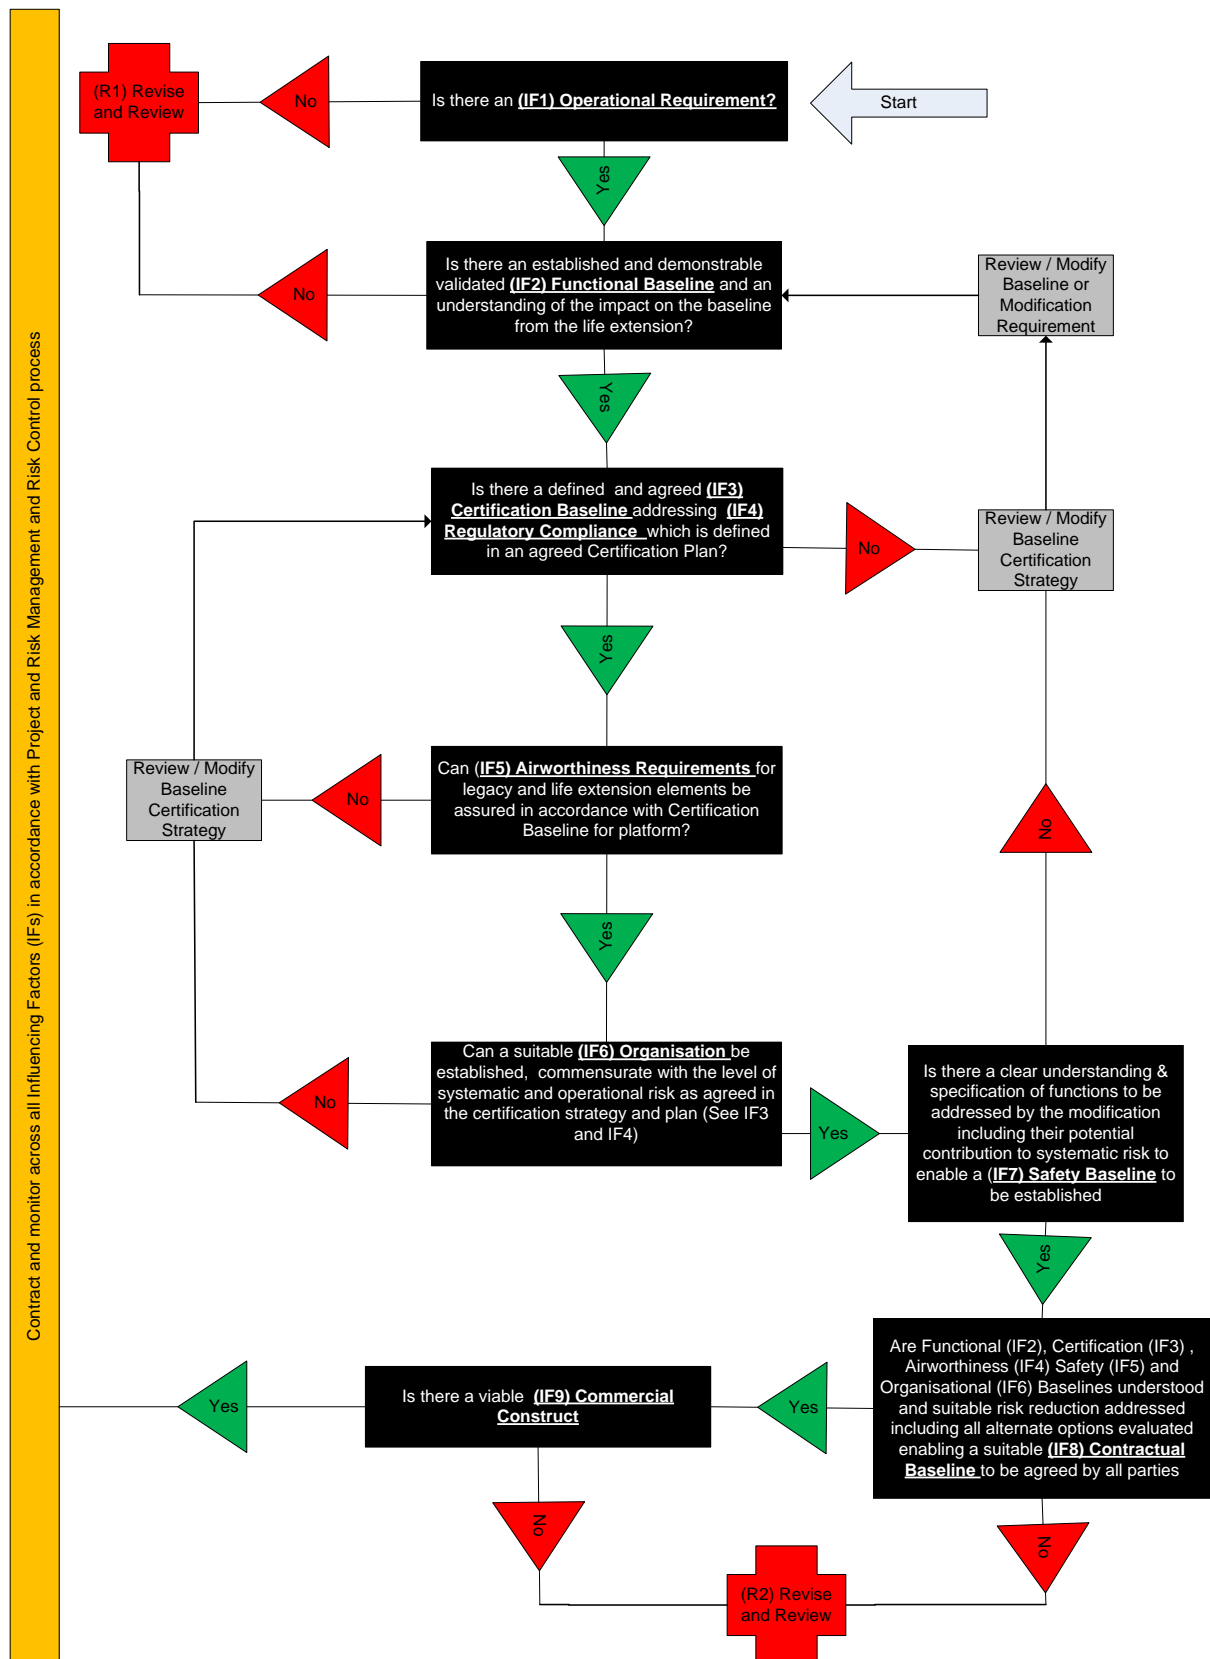 Start
Is there an (IF1) Operational Requirement?
No
(R1) Revise
and Review
Yes
Is there an established and demonstrable
validated (IF2) Functional Baseline and an
understanding of the impact on the baseline
from the life extension?
No
Review / Modify
Baseline or
Modification
Requirement
Yes
Is there a defined and agreed (IF3)
Certification Baseline addressing (IF4)
Regulatory Compliance which is defined
in an agreed Certification Plan?
No
Review / Modify
Baseline
Certification
Strategy
Yes
Can (IF5) Airworthiness Requirements for
legacy and life extension elements be
assured in accordance with Certification
Baseline for platform?
No
Review / Modify
Baseline
Certification
Strategy
No
Yes
Can a suitable (IF6) Organisation be
established, commensurate with the level of
systematic and operational risk as agreed in
the certification strategy and plan (See IF3
and IF4)
No
Yes
Is there a clear understanding &
specification of functions to be
addressed by the modification
including their potential
contribution to systematic risk to
enable a (IF7) Safety Baseline to
be established
Yes
Are Functional (IF2), Certification (IF3) ,
Airworthiness (IF4) Safety (IF5) and
Organisational (IF6) Baselines understood
and suitable risk reduction addressed
including all alternate options evaluated
enabling a suitable (IF8) Contractual
Baseline to be agreed by all parties
Yes
Is there a viable (IF9) Commercial
Construct
Yes
No
No
(R2) Revise
and Review
Contract and monitor across all Influencing Factors (IFs) in accordance with Project and Risk Management and Risk Control process